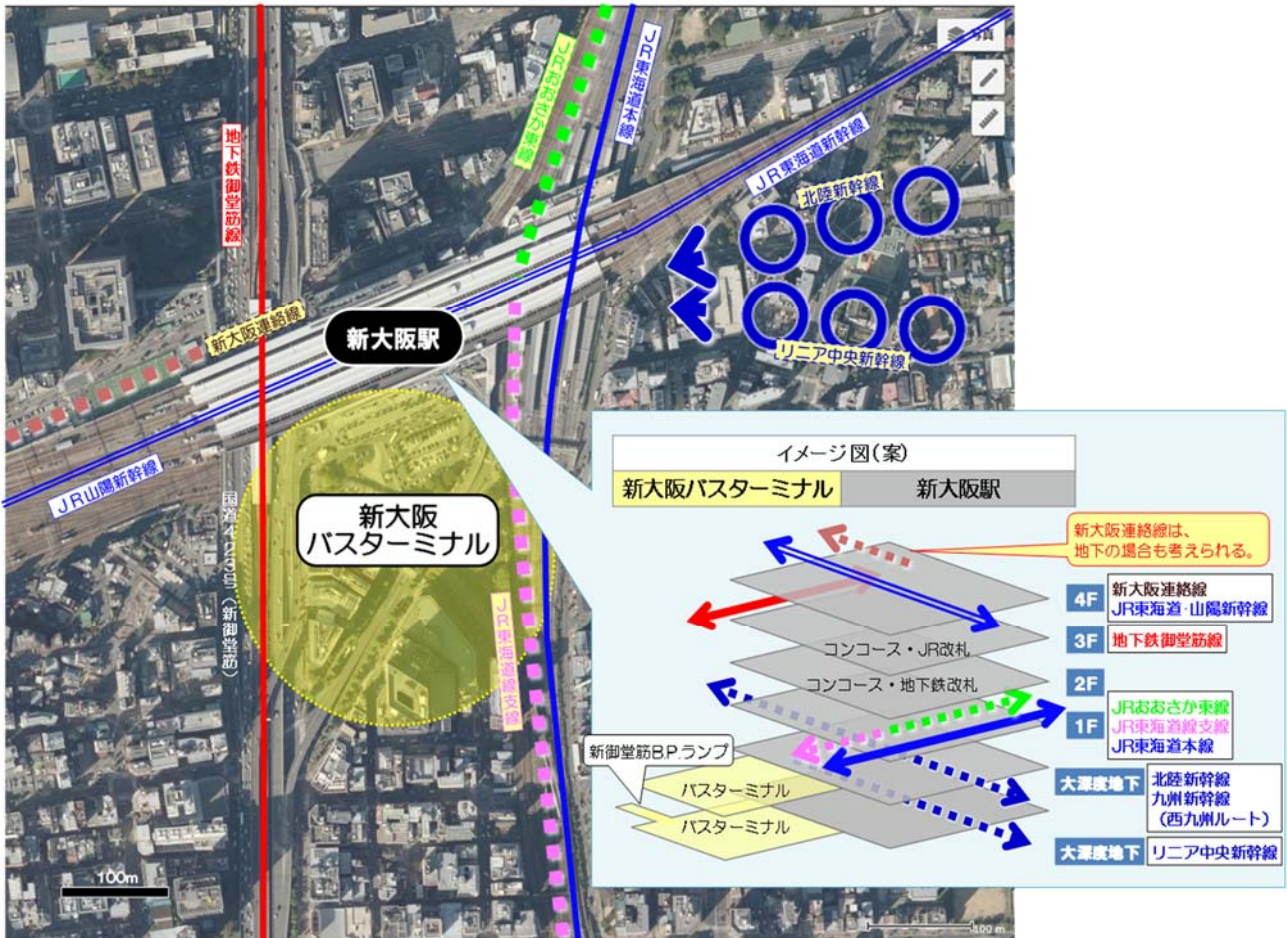 写真
JRおおさか東線
JR東海道本線
地下鉄御堂筋線
JR東海道新幹線
北陸新幹線
新大阪連絡線
新大阪駅
リニア中央新幹線
JR山陽新幹線
国道423号(新御堂筋)
新大阪
バスターミナル
JR東海道線支線
100m
100 m
イメージ図(案)
新大阪バスターミナル
新大阪駅
新大阪連絡線は、
地下の場合も考えられる。
4F
新大阪連絡線
JR東海道·山陽新幹線
3F
地下鉄御堂筋線
コンコース・JR改札
コンコース・地下鉄改札
2F
1F
JRおおさか東線
JR東海道線支線
JR東海道本線
新御堂筋B.P.ランプ
バスターミナル
バスターミナル
大深度地下
北陸新幹線
九州新幹線
(西九州ルート)
大深度地下
リニア中央新幹線